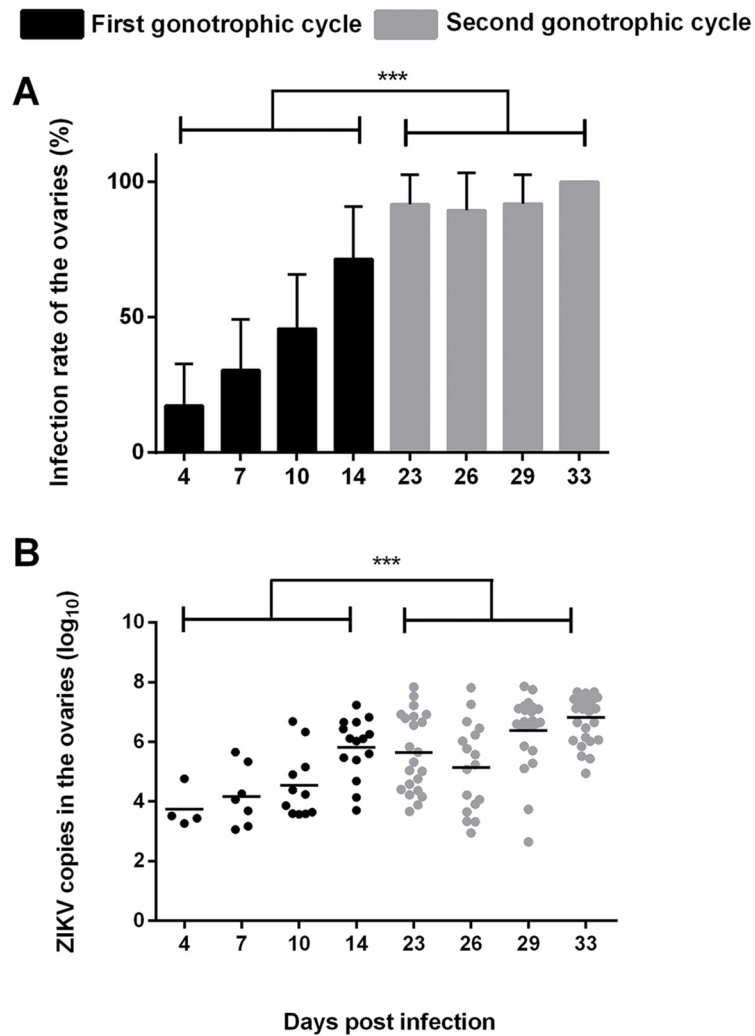 First gonotrophic cycle Second gonotrophic cycle
A
***
Infection rate of the ovaries (%)
100
50
0
4 7 10 14 23 26 29 33
B
***
ZIKV copies in the ovaries (log10)
10
8
6
4
2
0
4 7 10 14 23 26 29 33
Days post infection